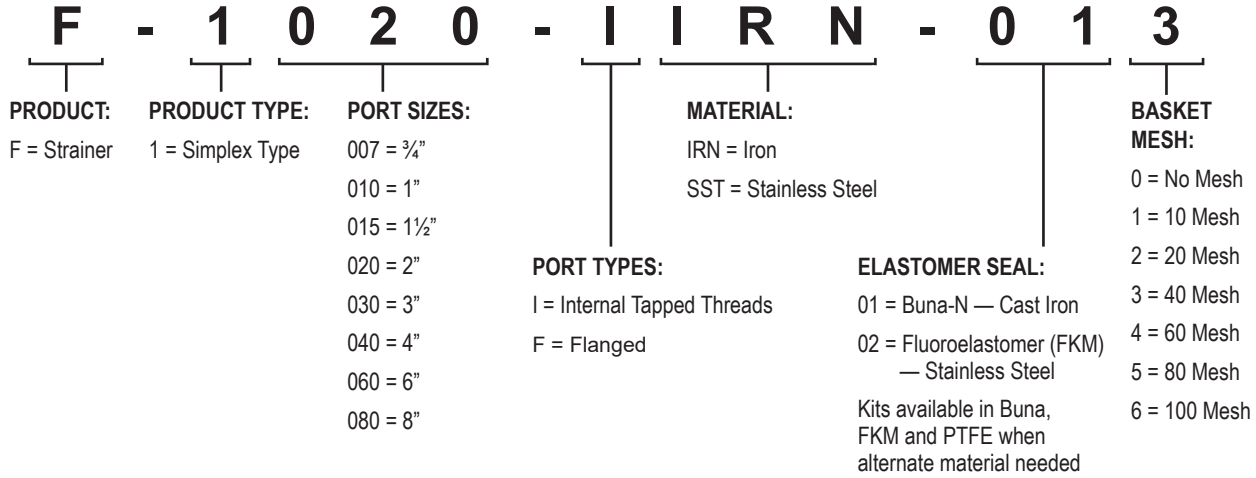 F - 1 0 2 0 - I I R N - 0 1 3
PRODUCT:
F = Strainer
PRODUCT TYPE:
1 = Simplex Type
PORT SIZES:
007 = ¾”
010 = 1”
015 = 1½”
020 = 2”
030 = 3”
040 = 4”
060 = 6”
080 = 8”
PORT TYPES:
I = Internal Tapped Threads
F = Flanged
MATERIAL:
IRN = Iron
SST = Stainless Steel
ELASTOMER SEAL:
01 = Buna-N — Cast Iron
02 = Fluoroelastomer (FKM)
— Stainless Steel
Kits available in Buna,
FKM and PTFE when
alternate material needed
BASKET
MESH:
0 = No Mesh
1 = 10 Mesh
2 = 20 Mesh
3 = 40 Mesh
4 = 60 Mesh
5 = 80 Mesh
6 = 100 Mesh